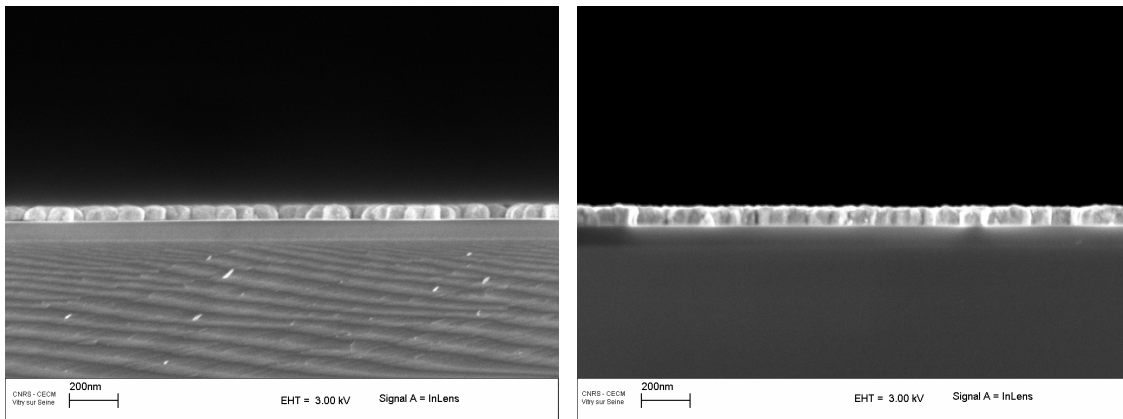 200nm
CNRS - CECM
Vitry sur Seine
EHT = 3.00 kV
Signal A = InLens
200nm
CNRS - CECM
Vitry sur Seine
EHT = 3.00 kV
Signal A = InLens